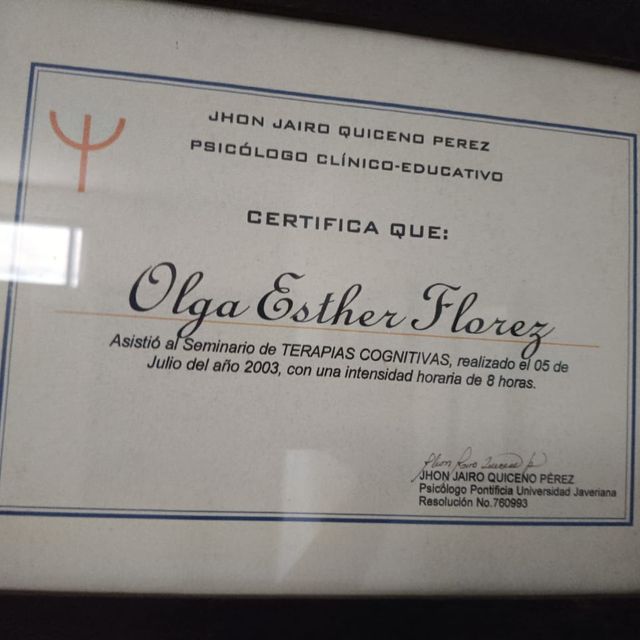 JHON JAIRO QUICENO PEREZ
PSICÓLOGO CLÍNICO-EDUCATIVO
CERTIFICA QUE:
Olga Esther Florez
Asistió al Seminario de TERAPIAS COGNITIVAS, realizado el 05 de
Julio del año 2003, con una intensidad horaria de 8 horas.
JHON JAIRO QUICENO PÉREZ
Psicólogo Pontificia Universidad Javeriana
Resolución No.760993